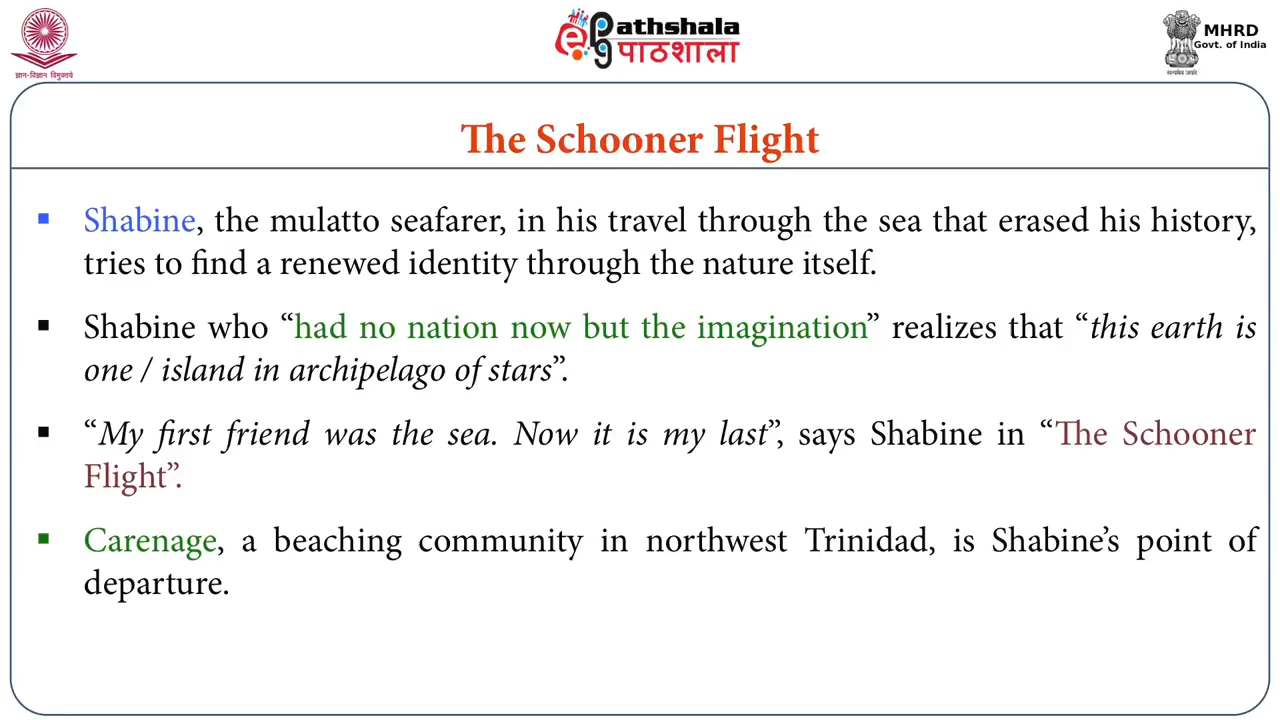 ज्ञान-विज्ञान विमुक्तये
ePathshala
पाठशाला
MHRD
Govt. of India
सत्यमेव जयते
The Schooner Flight
▪ Shabine, the mulatto seafarer, in his travel through the sea that erased his history,
tries to find a renewed identity through the nature itself.
▪ Shabine who “had no nation now but the imagination” realizes that “this earth is
one / island in archipelago of stars”.
▪ “My first friend was the sea. Now it is my last”, says Shabine in “The Schooner
Flight”.
▪ Carenage, a beaching community in northwest Trinidad, is Shabine’s point of
departure.